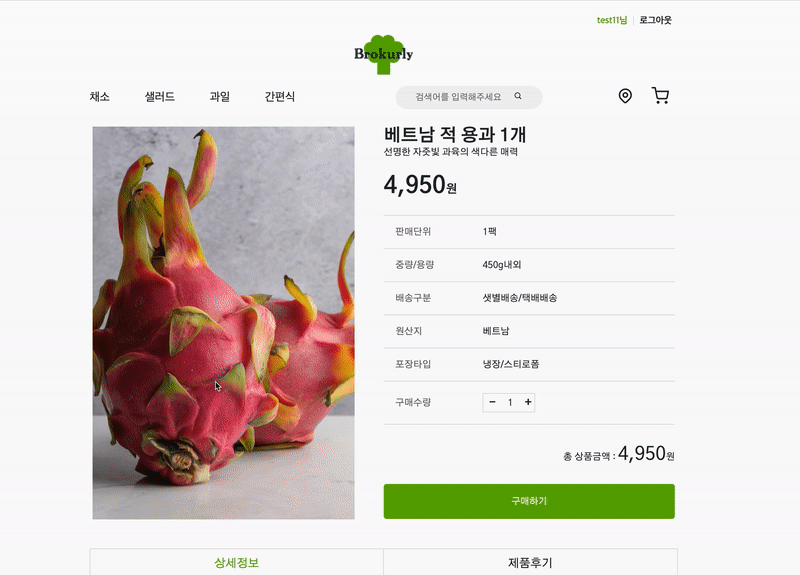 test11님 로그아웃
Brokurly
채소 샐러드 과일 간편식 검색어를 입력해주세요
베트남 적 용과 1개
선명한 자줏빛 과육의 색다른 매력
4,950원
판매단위 1팩
중량/용량 450g내외
배송구분 샛별배송/택배배송
원산지 베트남
포장타입 냉장/스티로폼
구매수량 − 1 +
총 상품금액 : 4,950원
구매하기
상세정보 제품후기